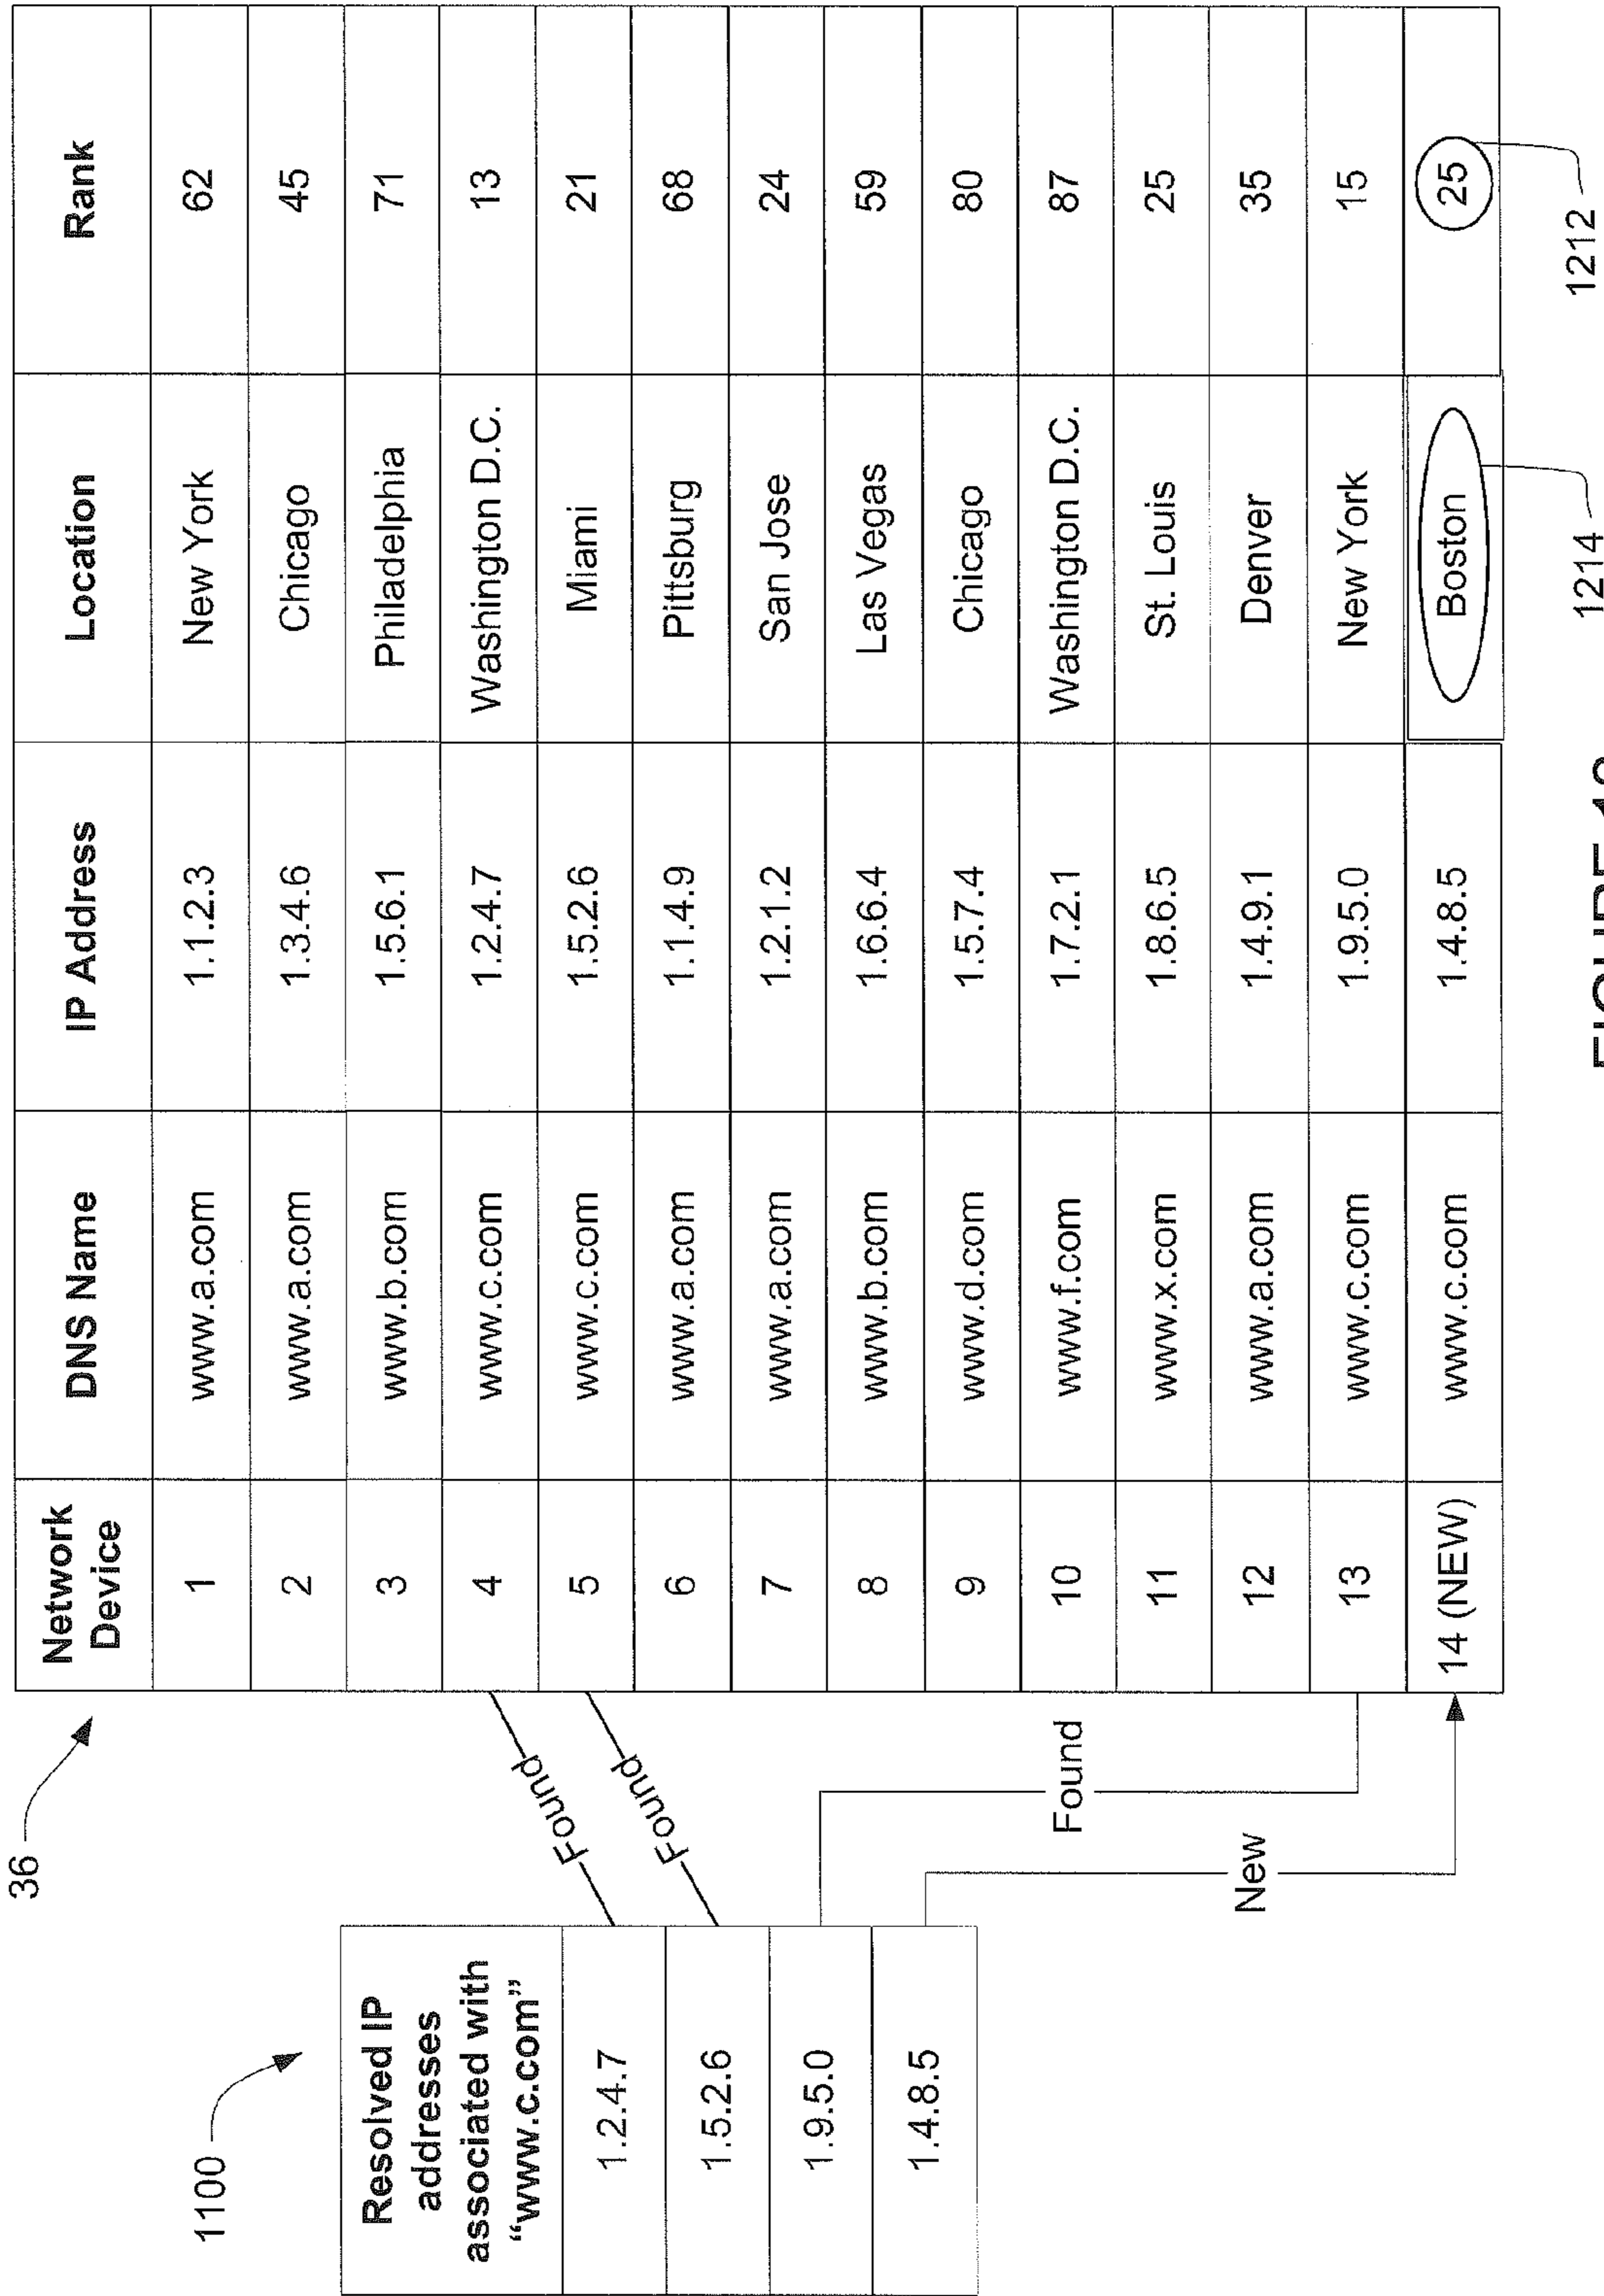 36
1100
Network Device	DNS Name	IP Address	Location	Rank
1	www.a.com	1.1.2.3	New York	62
2	www.a.com	1.3.4.6	Chicago	45
3	www.b.com	1.5.6.1	Philadelphia	71
4	www.c.com	1.2.4.7	Washington D.C.	13
5	www.c.com	1.5.2.6	Miami	21
6	www.a.com	1.1.4.9	Pittsburg	68
7	www.a.com	1.2.1.2	San Jose	24
8	www.b.com	1.6.6.4	Las Vegas	59
9	www.d.com	1.5.7.4	Chicago	80
10	www.f.com	1.7.2.1	Washington D.C.	87
11	www.x.com	1.8.6.5	St. Louis	25
12	www.a.com	1.4.9.1	Denver	35
13	www.c.com	1.9.5.0	New York	15
14 (NEW)	www.c.com	1.4.8.5	Boston	25
Resolved IP
addresses
associated with
“www.c.com”
1.2.4.7
1.5.2.6
1.9.5.0
1.4.8.5
Found
Found
Found
New
1214
1212
FIGURE